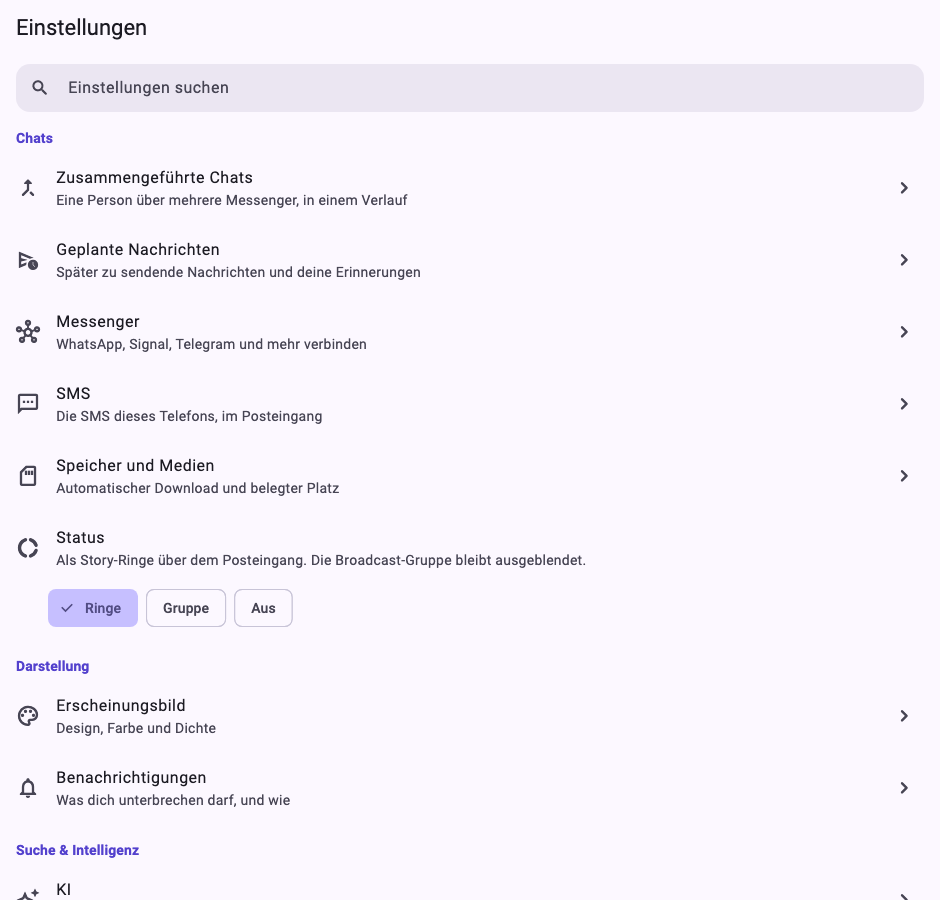 Einstellungen
Einstellungen suchen
Chats
Zusammengeführte Chats
Eine Person über mehrere Messenger, in einem Verlauf
Geplante Nachrichten
Später zu sendende Nachrichten und deine Erinnerungen
Messenger
WhatsApp, Signal, Telegram und mehr verbinden
SMS
Die SMS dieses Telefons, im Posteingang
Speicher und Medien
Automatischer Download und belegter Platz
Status
Als Story-Ringe über dem Posteingang. Die Broadcast-Gruppe bleibt ausgeblendet.
Ringe Gruppe Aus
Darstellung
Erscheinungsbild
Design, Farbe und Dichte
Benachrichtigungen
Was dich unterbrechen darf, und wie
Suche & Intelligenz
KI